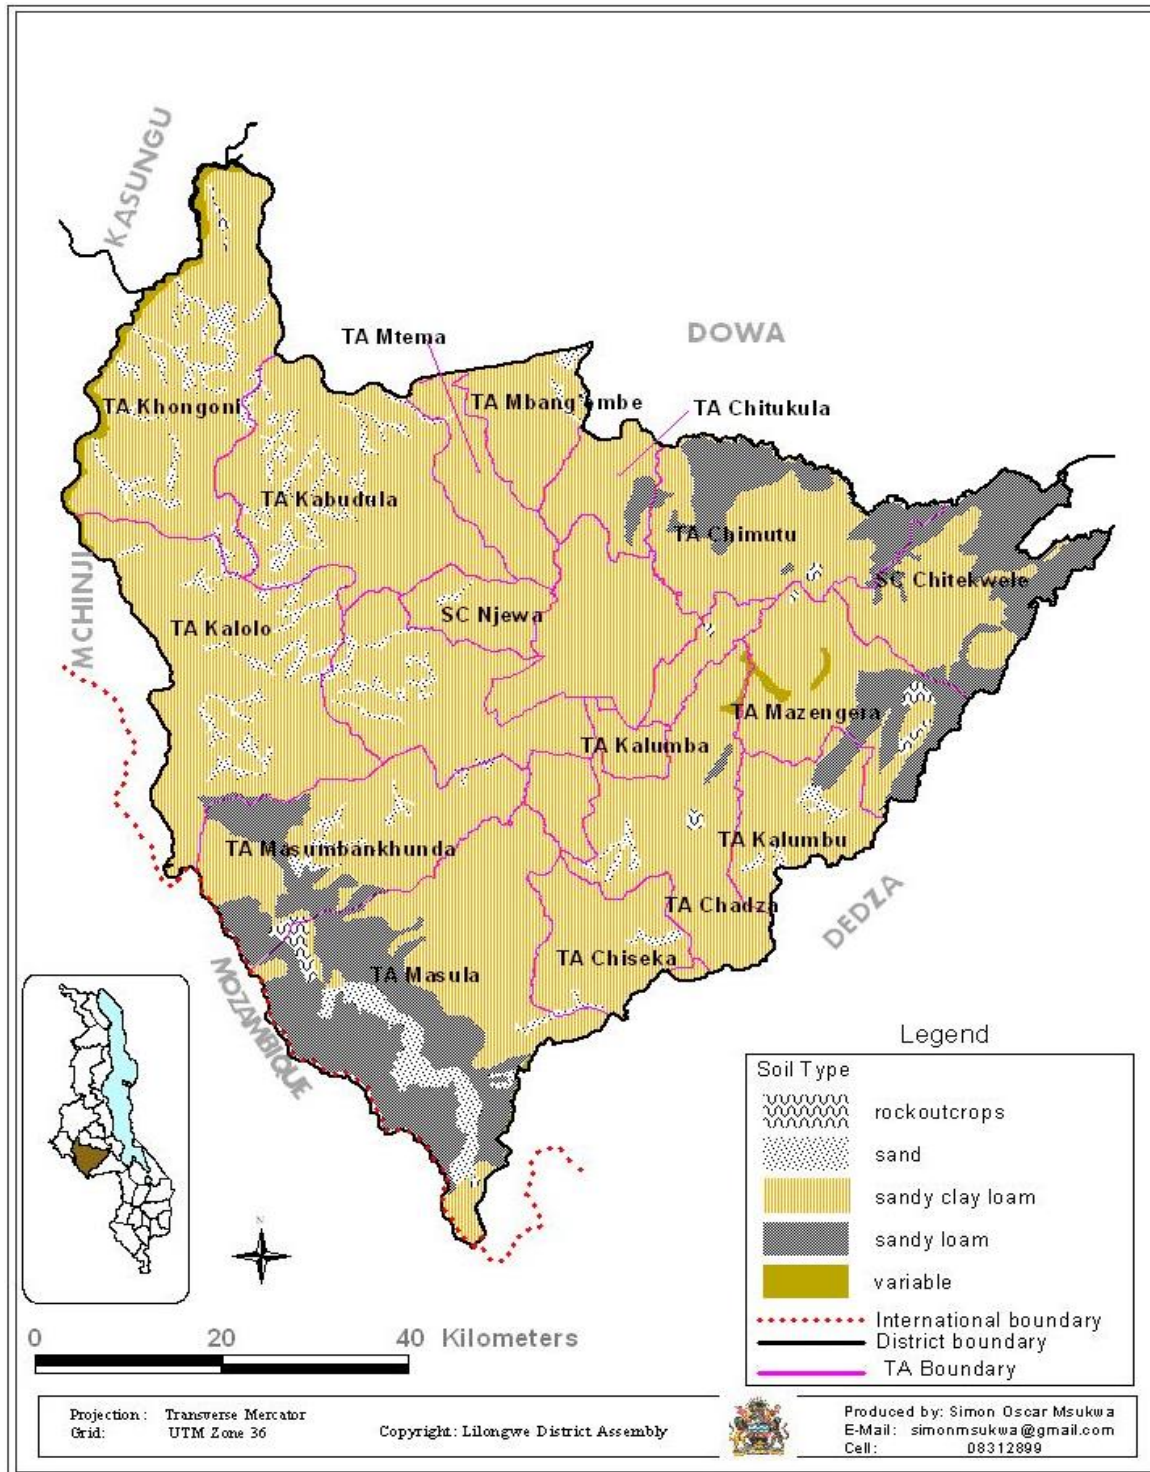 KASUNGU
DOWA
TA Mtema
TA Mbang'ombe
TA Chitukula
TA Khongoni
TA Kabudula
TA Chimutu
MCHINJI
SC Chitekwele
SC Njewa
TA Kalolo
TA Mazengera
TA Kalumba
TA Masumbankhunda
TA Kalumbu
TA Chadza
DEDZA
TA Chiseka
TA Masula
MOZAMBIQUE
Legend
Soil Type
rockoutcrops
sand
sandy clay loam
sandy loam
variable
International boundary
District boundary
TA Boundary
N
0 20 40 Kilometers
Projection : Transverse Mercator
Grid: UTM Zone 36
Copyright: Lilongwe District Assembly
Produced by: Simon Oscar Msukwa
E-Mail: simonmsukwa@gmail.com
Cell: 08312899